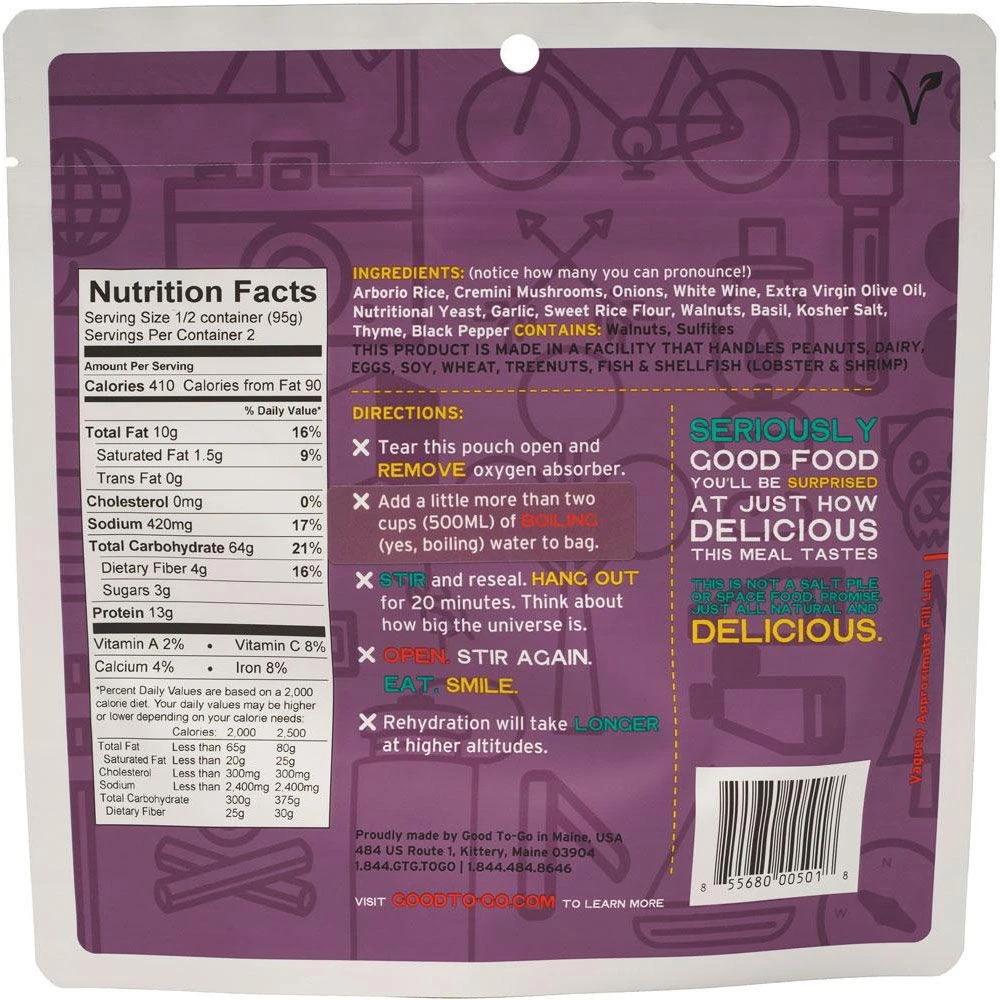 Nutrition Facts
Serving Size 1/2 container (95g)
Servings Per Container 2
Amount Per Serving
Calories 410 Calories from Fat 90
% Daily Value*
Total Fat 10g 16%
Saturated Fat 1.5g 9%
Trans Fat 0g
Cholesterol 0mg 0%
Sodium 420mg 17%
Total Carbohydrate 64g 21%
Dietary Fiber 4g 16%
Sugars 3g
Protein 13g
Vitamin A 2% • Vitamin C 8%
Calcium 4% • Iron 8%
*Percent Daily Values are based on a 2,000
calorie diet. Your daily values may be higher
or lower depending on your calorie needs:
Calories: 2,000 2,500
Total Fat Less than 65g 80g
Saturated Fat Less than 20g 25g
Cholesterol Less than 300mg 300mg
Sodium Less than 2,400mg 2,400mg
Total Carbohydrate 300g 375g
Dietary Fiber 25g 30g
INGREDIENTS: (notice how many you can pronounce!)
Arborio Rice, Cremini Mushrooms, Onions, White Wine, Extra Virgin Olive Oil,
Nutritional Yeast, Garlic, Sweet Rice Flour, Walnuts, Basil, Kosher Salt,
Thyme, Black Pepper CONTAINS: Walnuts, Sulfites
THIS PRODUCT IS MADE IN A FACILITY THAT HANDLES PEANUTS, DAIRY,
EGGS, SOY, WHEAT, TREENUTS, FISH & SHELLFISH (LOBSTER & SHRIMP)
DIRECTIONS:
Tear this pouch open and
REMOVE oxygen absorber.
Add a little more than two
cups (500ML) of BOILING
(yes, boiling) water to bag.
STIR and reseal. HANG OUT
for 20 minutes. Think about
how big the universe is.
OPEN. STIR AGAIN.
EAT. SMILE.
Rehydration will take LONGER
at higher altitudes.
SERIOUSLY
GOOD FOOD
YOU'LL BE SURPRISED
AT JUST HOW
DELICIOUS
THIS MEAL TASTES
THIS IS NOT A SALT PILE
OR SPACE FOOD. PROMISE.
JUST ALL NATURAL AND
DELICIOUS.
Vaguely Approximate Fill Line
Proudly made by Good To-Go in Maine, USA
484 US Route 1, Kittery, Maine 03904
1.844.GTG.TOGO | 1.844.484.8646
VISIT GOODTO-GO.COM TO LEARN MORE
8 55680 00501 8
N
W